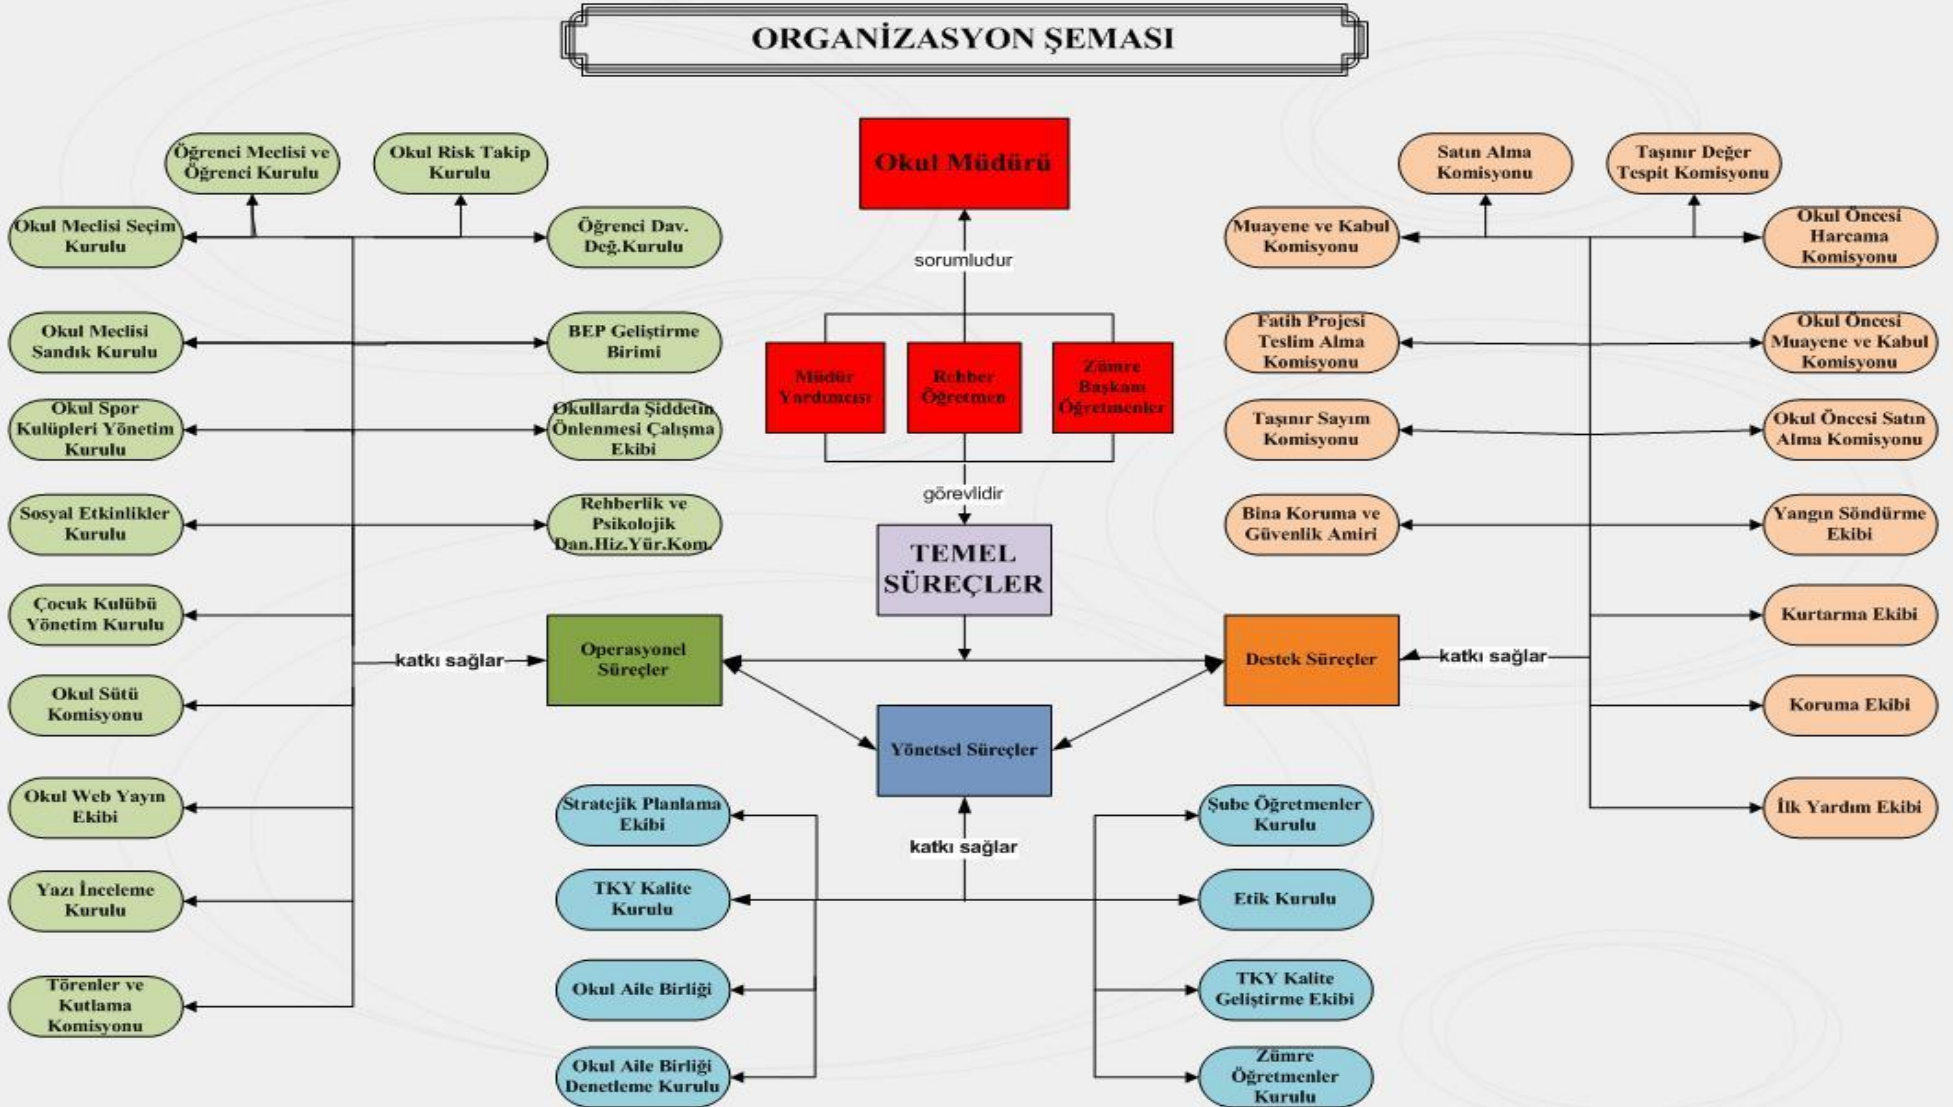 ORGANİZASYON ŞEMASI
Okul Müdürü
sorumludur
Müdür
Yardımcısı
Rehber
Öğretmen
Zümre
Başkanı
Öğretmenler
görevlidir
TEMEL
SÜREÇLER
Öğrenci Meclisi ve
Öğrenci Kurulu
Okul Risk Takip
Kurulu
Okul Meclisi Seçim
Kurulu
Öğrenci Dav.
Değ.Kurulu
Okul Meclisi
Sandık Kurulu
BEP Geliştirme
Birimi
Okul Spor
Kulüpleri Yönetim
Kurulu
Okullarda Şiddetin
Önlenmesi Çalışma
Ekibi
Sosyal Etkinlikler
Kurulu
Rehberlik ve
Psikolojik
Dan.Hiz.Yür.Kom.
Çocuk Kulübü
Yönetim Kurulu
Okul Sütü
Komisyonu
Okul Web Yayın
Ekibi
Yazı İnceleme
Kurulu
Törenler ve
Kutlama
Komisyonu
katkı sağlar
Operasyonel
Süreçler
Yönetsel Süreçler
Destek Süreçler
katkı sağlar
Satın Alma
Komisyonu
Taşınır Değer
Tespit Komisyonu
Muayene ve Kabul
Komisyonu
Okul Öncesi
Harcama
Komisyonu
Fatih Projesi
Teslim Alma
Komisyonu
Okul Öncesi
Muayene ve Kabul
Komisyonu
Taşınır Sayım
Komisyonu
Okul Öncesi Satın
Alma Komisyonu
Bina Koruma ve
Güvenlik Amiri
Yangın Söndürme
Ekibi
Kurtarma Ekibi
Koruma Ekibi
İlk Yardım Ekibi
katkı sağlar
Stratejik Planlama
Ekibi
Şube Öğretmenler
Kurulu
TKY Kalite
Kurulu
Etik Kurulu
Okul Aile Birliği
TKY Kalite
Geliştirme Ekibi
Okul Aile Birliği
Denetleme Kurulu
Zümre
Öğretmenler
Kurulu